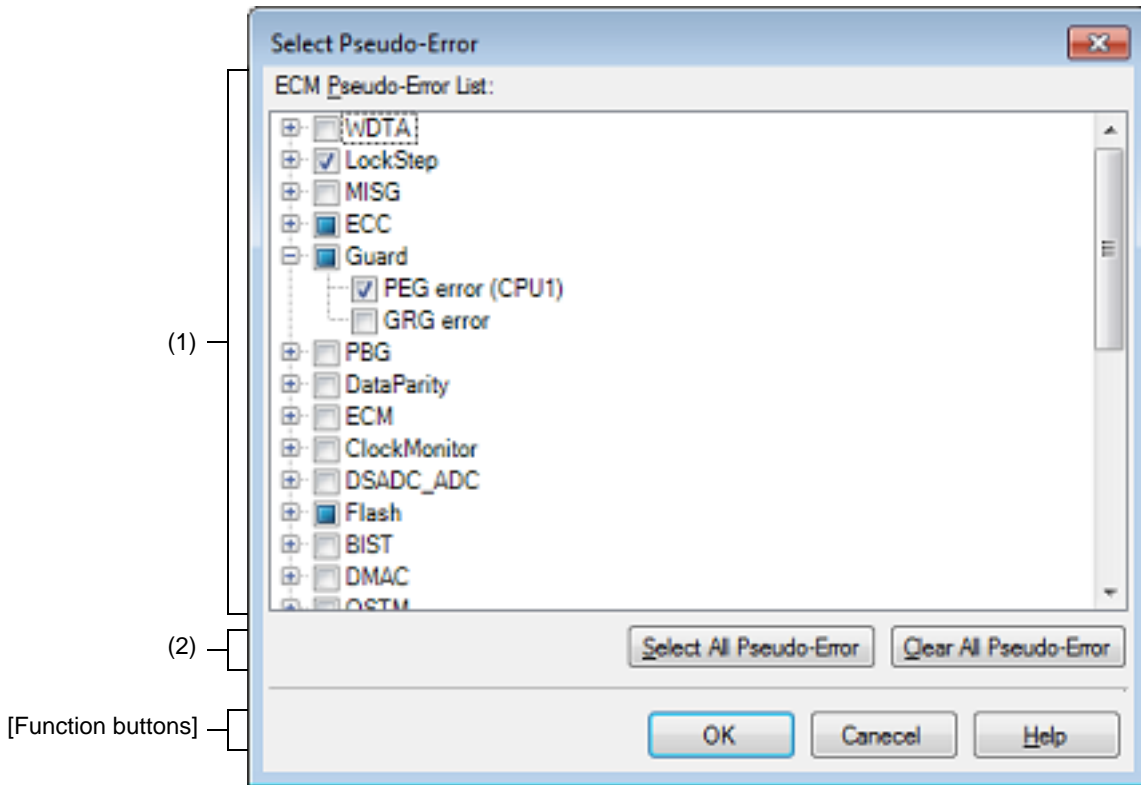 Select Pseudo-Error
ECM Pseudo-Error List:
WDTA
LockStep
MISG
ECC
Guard
PEG error (CPU1)
GRG error
(1)
PBG
DataParity
ECM
ClockMonitor
DSADC_ADC
Flash
BIST
DMAC
OSTM
(2)
Select All Pseudo-Error Clear All Pseudo-Error
[Function buttons]
OK Canecel Help